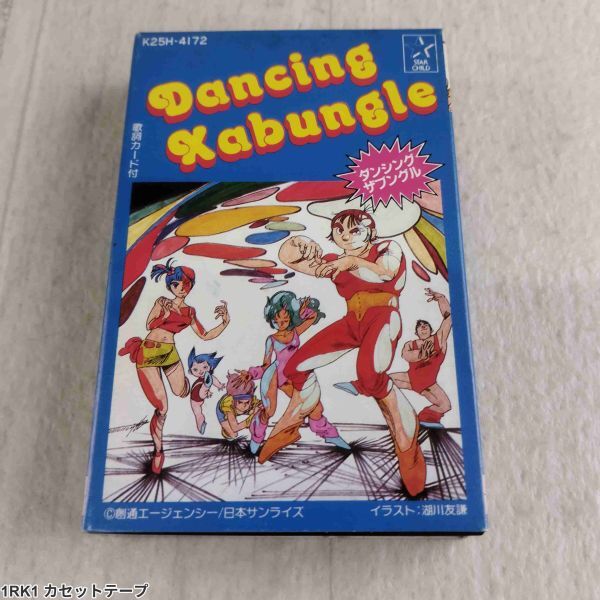 K25H-4172
STAR
CHILD
Dancing
Xabungle
歌詞カード付
ダンシング
ザブングル
©創通エージェンシー/日本サンライズ
イラスト:湖川友謙
1RK1 カセットテープ